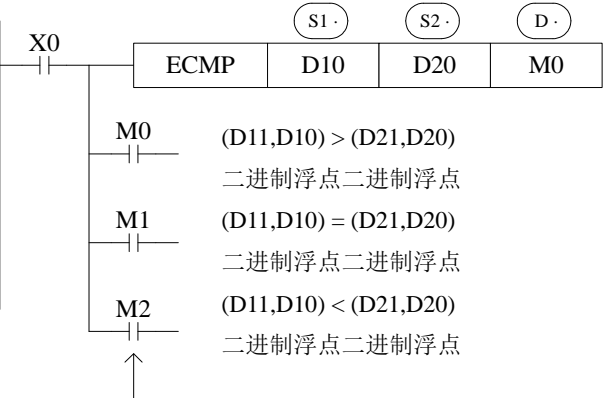 S1· S2· D·
X0
ECMP D10 D20 M0
M0 (D11,D10) > (D21,D20)
二进制浮点二进制浮点
M1 (D11,D10) = (D21,D20)
二进制浮点二进制浮点
M2 (D11,D10) < (D21,D20)
二进制浮点二进制浮点